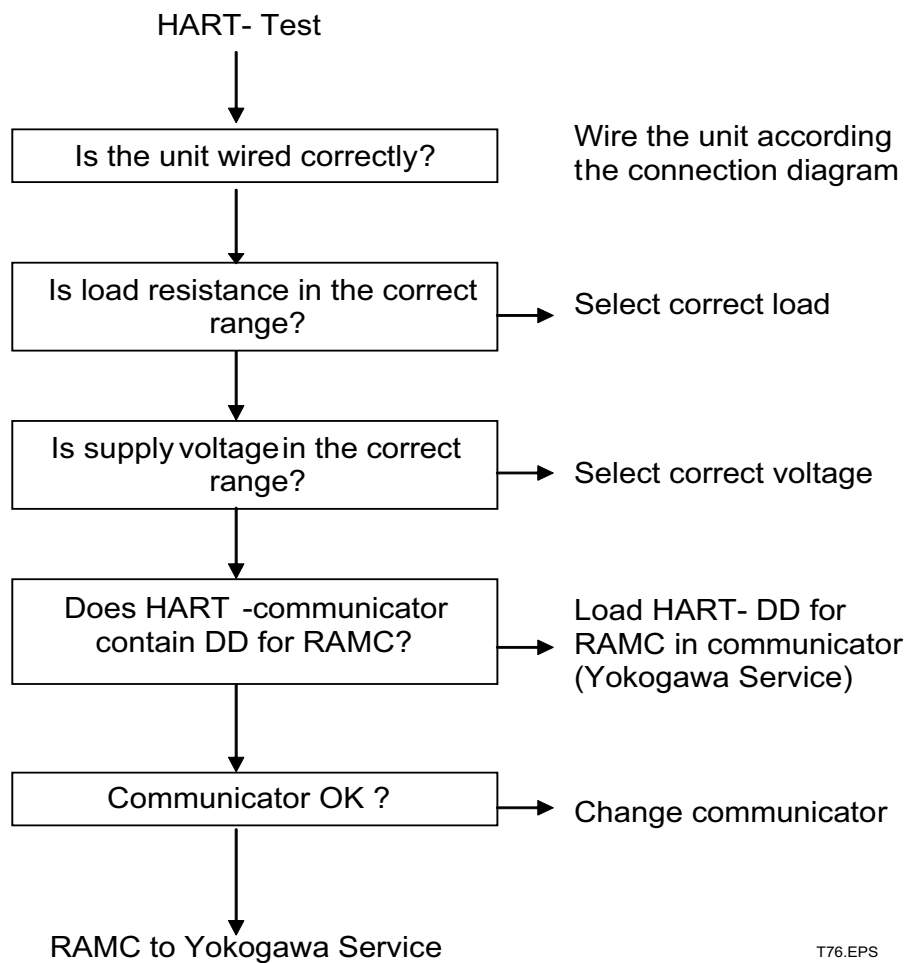 HART- Test
Is the unit wired correctly?
Wire the unit according
the connection diagram
Is load resistance in the correct
range?
Select correct load
Is supply voltage in the correct
range?
Select correct voltage
Does HART -communicator
contain DD for RAMC?
Load HART- DD for
RAMC in communicator
(Yokogawa Service)
Communicator OK ?
Change communicator
RAMC to Yokogawa Service
T76.EPS